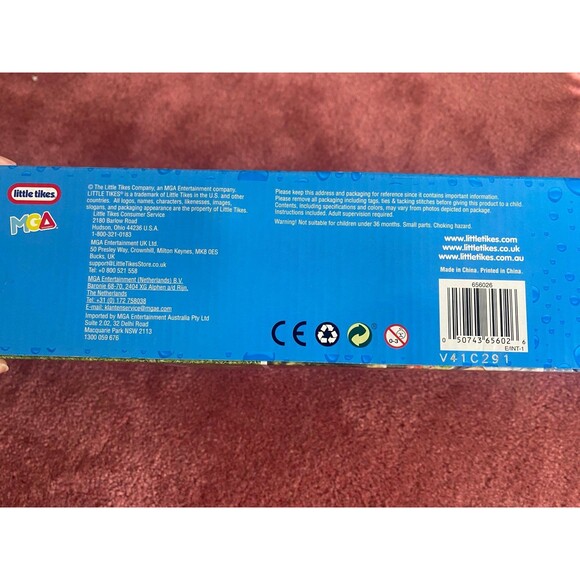 little tikes
MGA
© The Little Tikes Company, an MGA Entertainment company.
LITTLE TIKES® is a trademark of Little Tikes in the U.S. and other
countries. All logos, names, characters, likenesses, images,
slogans, and packaging appearance are the property of Little Tikes.
Little Tikes Consumer Service
2180 Barlow Road
Hudson, Ohio 44236 U.S.A.
1-800-321-0183
MGA Entertainment UK Ltd.
50 Presley Way, Crownhill, Milton Keynes, MK8 0ES
Bucks, UK
support@LittleTikesStore.co.uk
Tel: +0 800 521 558
MGA Entertainment (Netherlands) B.V.
Baronie 68-70, 2404 XG Alphen a/d Rijn.
The Netherlands
Tel: +31 (0) 172 758038
E-mail: klantenservice@mgae.com
Imported by MGA Entertainment Australia Pty Ltd
Suite 2.02, 32 Delhi Road
Macquarie Park NSW 2113
1300 059 676
Please keep this address and packaging for reference since it contains important information.
Please remove all packaging including tags, ties & tacking stitches before giving this product to a child.
Contents may vary from photos depicted on package.
Instructions included. Adult supervision required.
Warning! Not suitable for children under 36 months. Small parts. Choking hazard.
www.littletikes.com
www.littletikes.co.uk
www.littletikes.com.au
Made in China. Printed in China.
CE
0-3
656026
0 50743 65602 6
E/INT-1
V41C291